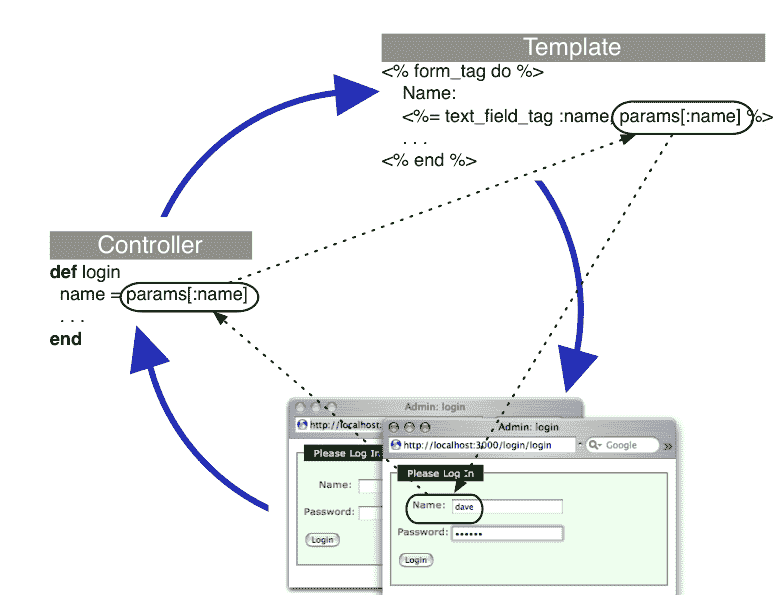 Template
<% form_tag do %>
Name:
<%= text_field_tag :name, params[:name] %>
. . .
<% end %>
Controller
def login
name = params[:name]
. . .
end
Admin: login
http://localhost:
Please Log In
Name:
Password:
Login
Admin: login
http://localhost:3000/login/login
Google
Please Log In
Name: dave
Password: ••••••
Login